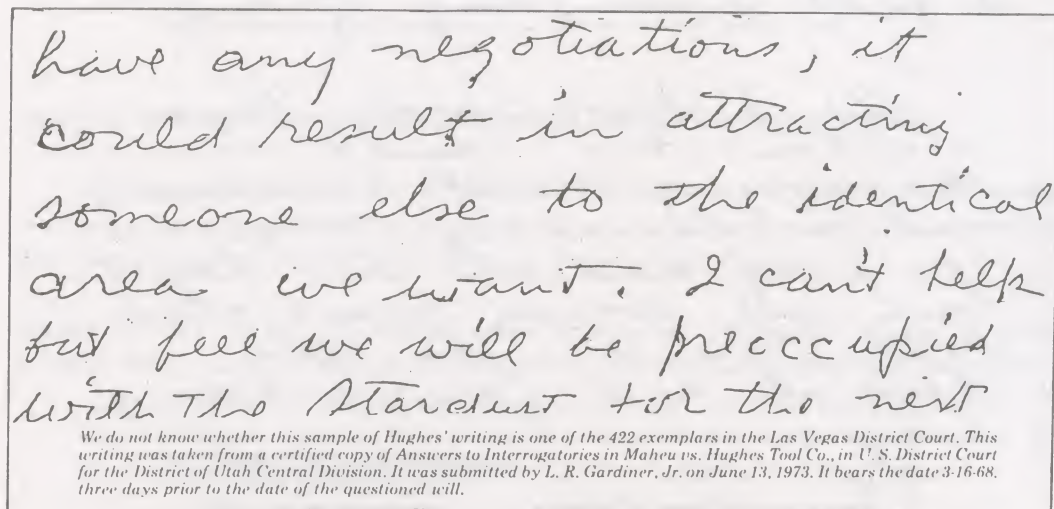 have any negotiations, it
could result in attracting
someone else to the identical
area we want. I can't help
but feel we will be preoccupied
with the Stardust for the next
We do not know whether this sample of Hughes' writing is one of the 422 exemplars in the Las Vegas District Court. This
writing was taken from a certified copy of Answers to Interrogatories in Maheu vs. Hughes Tool Co., in U. S. District Court
for the District of Utah Central Division. It was submitted by L. R. Gardiner, Jr. on June 13, 1973. It bears the date 3-16-68,
three days prior to the date of the questioned will.